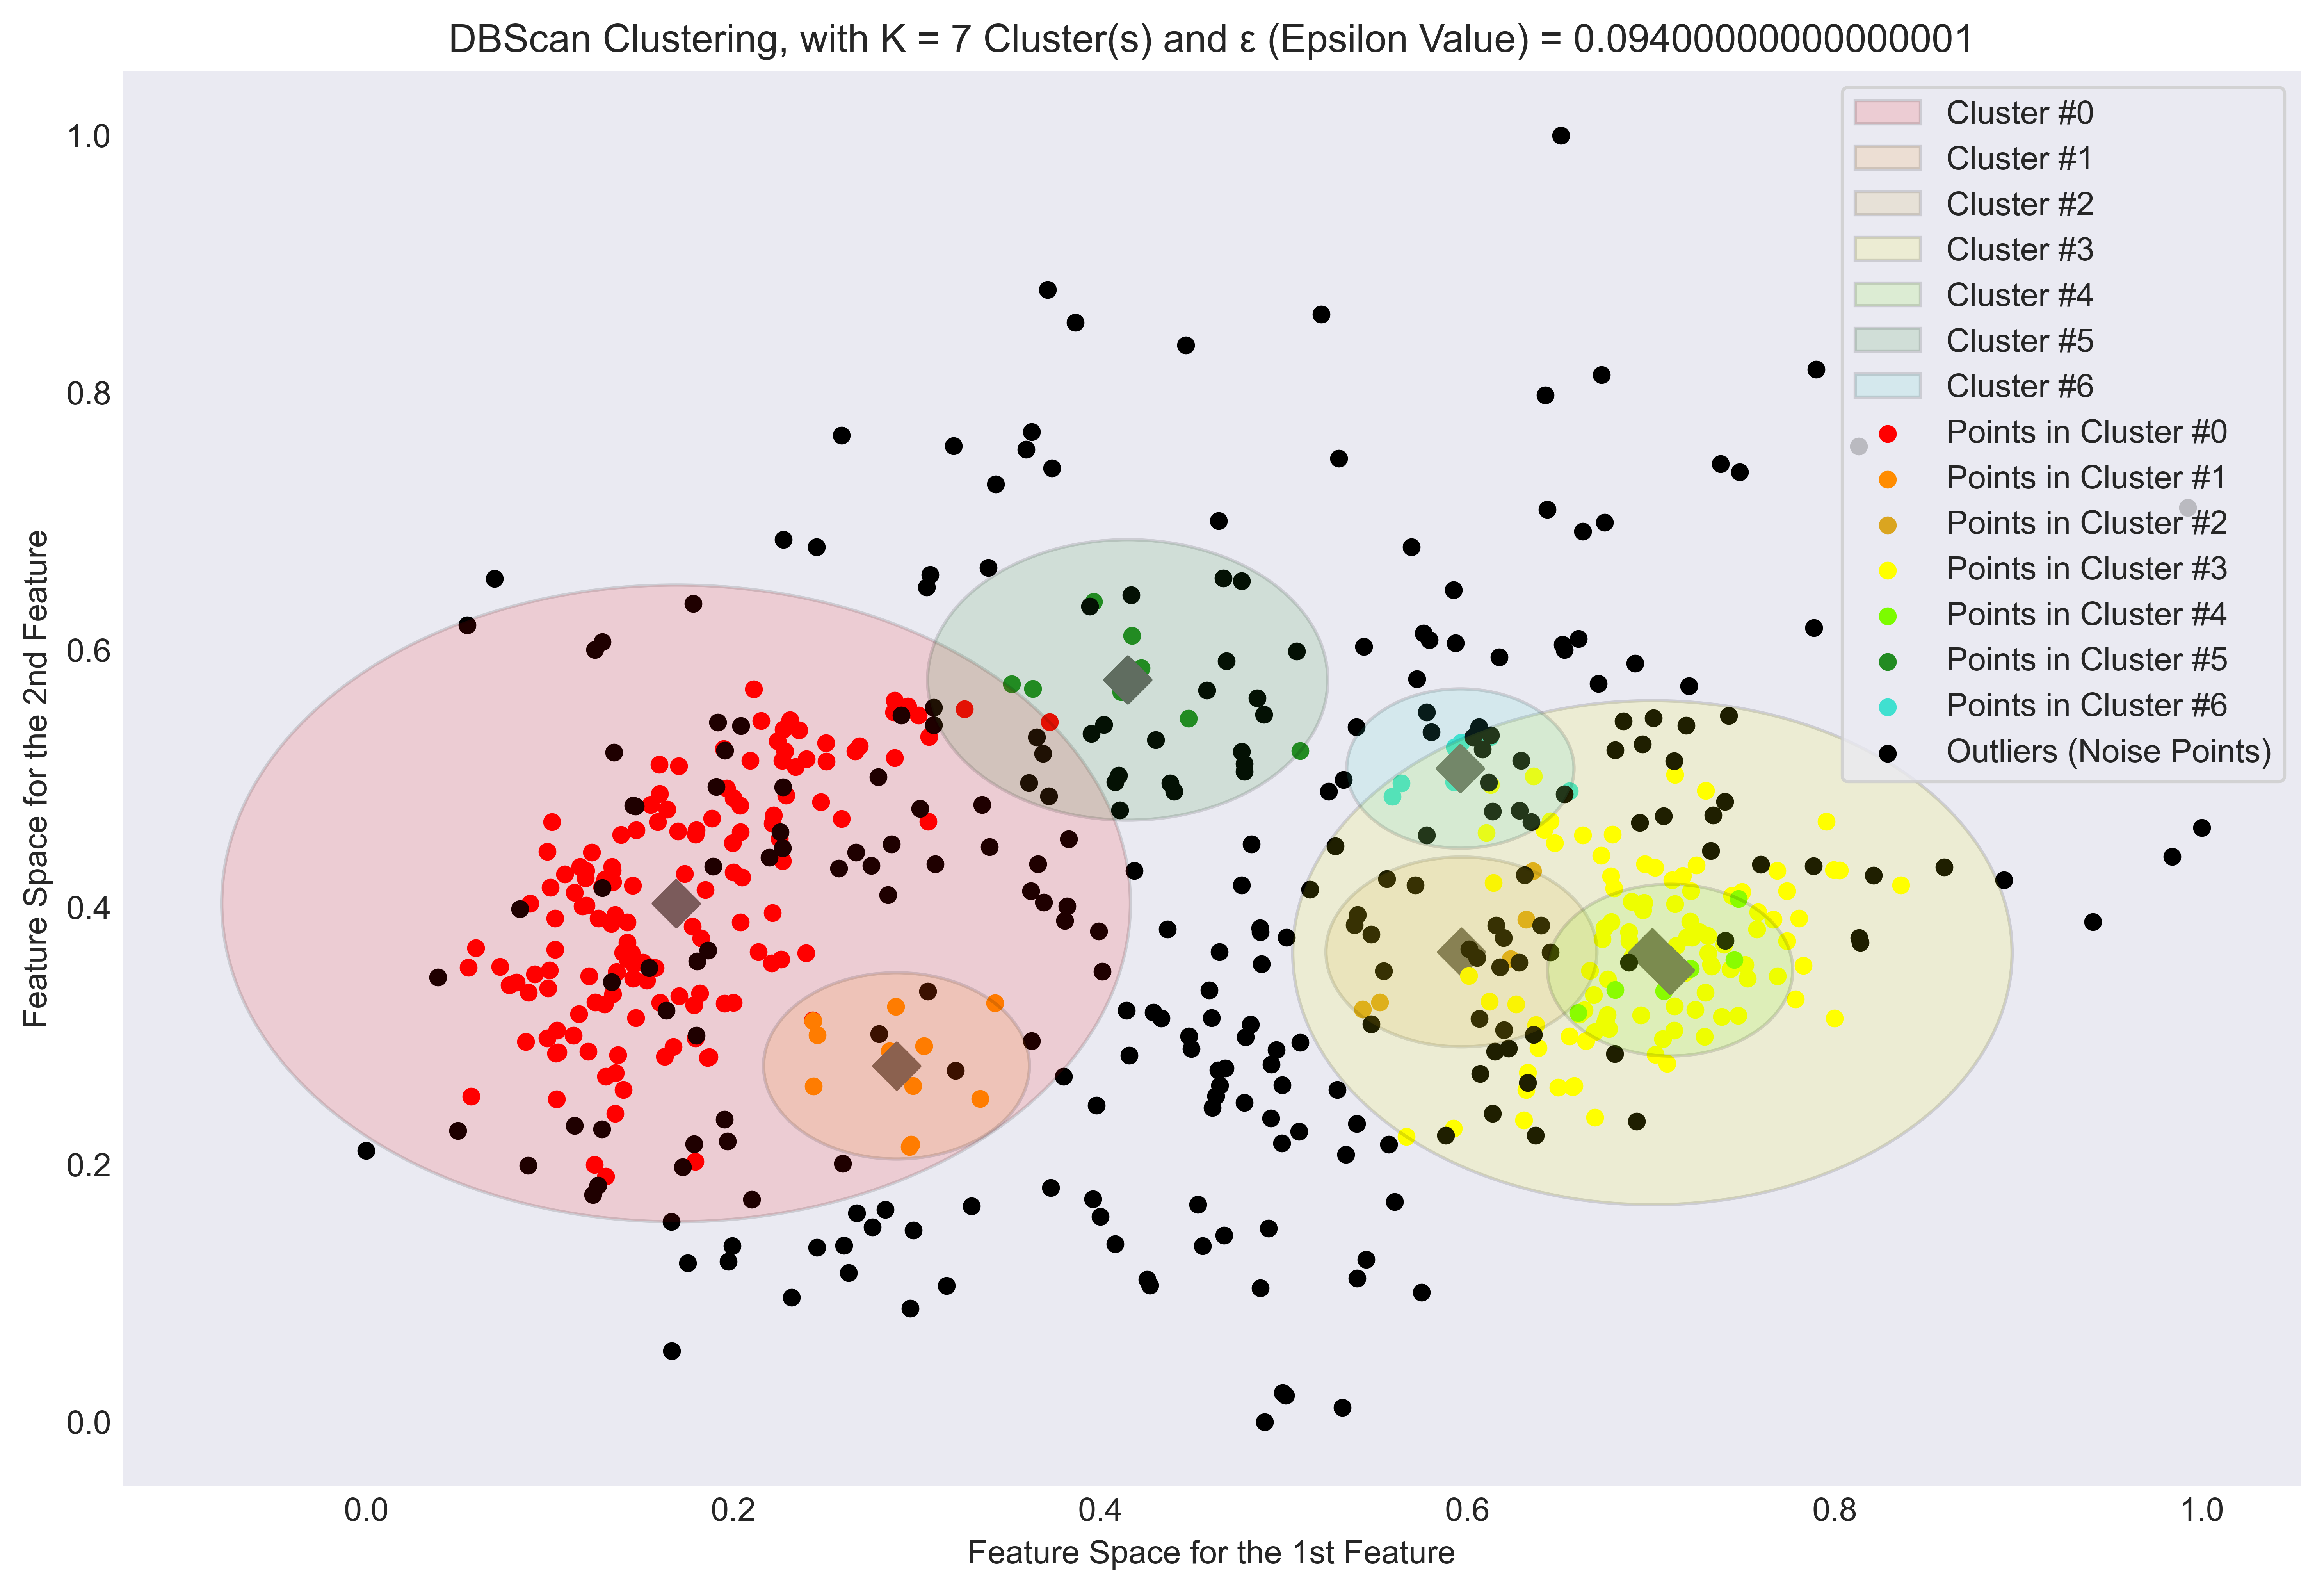 DBScan Clustering, with K = 7 Cluster(s) and ε (Epsilon Value) = 0.09400000000000001
Cluster #0
Cluster #1
Cluster #2
Cluster #3
Cluster #4
Cluster #5
Cluster #6
Points in Cluster #0
Points in Cluster #1
Points in Cluster #2
Points in Cluster #3
Points in Cluster #4
Points in Cluster #5
Points in Cluster #6
Outliers (Noise Points)
Feature Space for the 2nd Feature
1.0
0.8
0.6
0.4
0.2
0.0
0.0 0.2 0.4 0.6 0.8 1.0
Feature Space for the 1st Feature